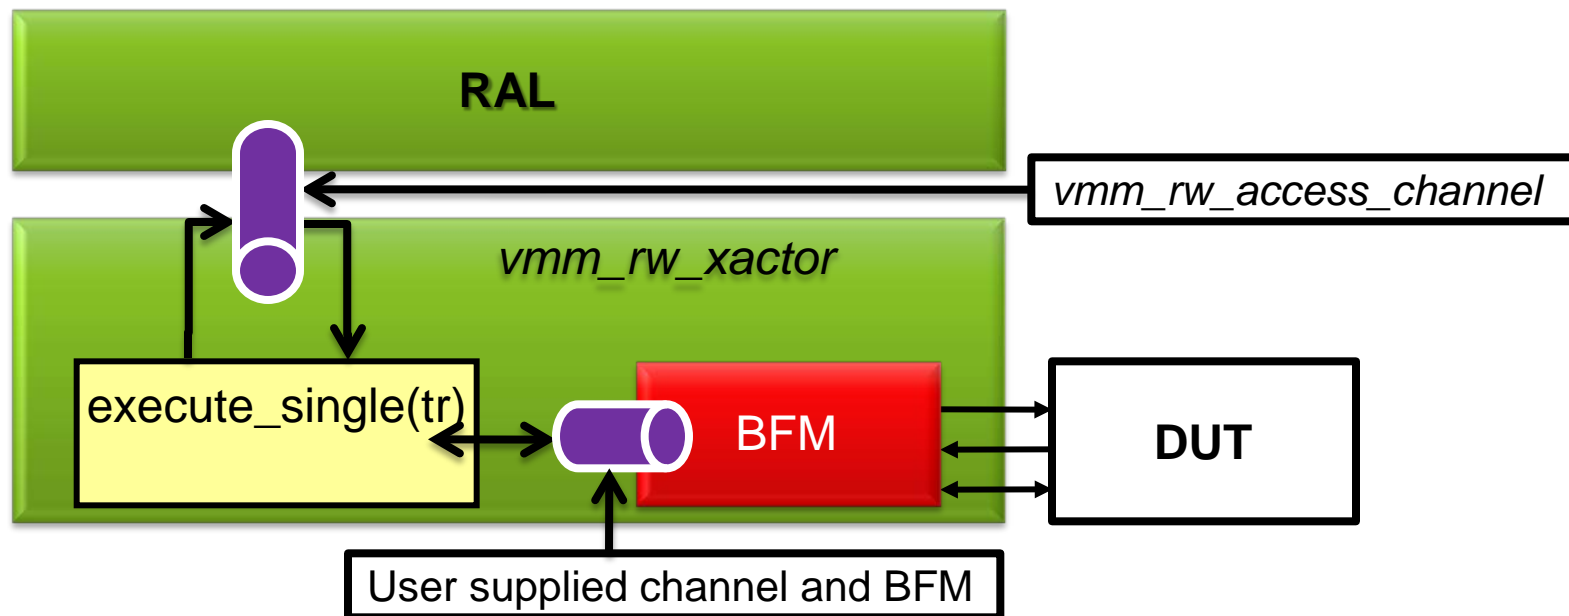 RAL
vmm_rw_access_channel
vmm_rw_xactor
execute_single(tr)
BFM
DUT
User supplied channel and BFM